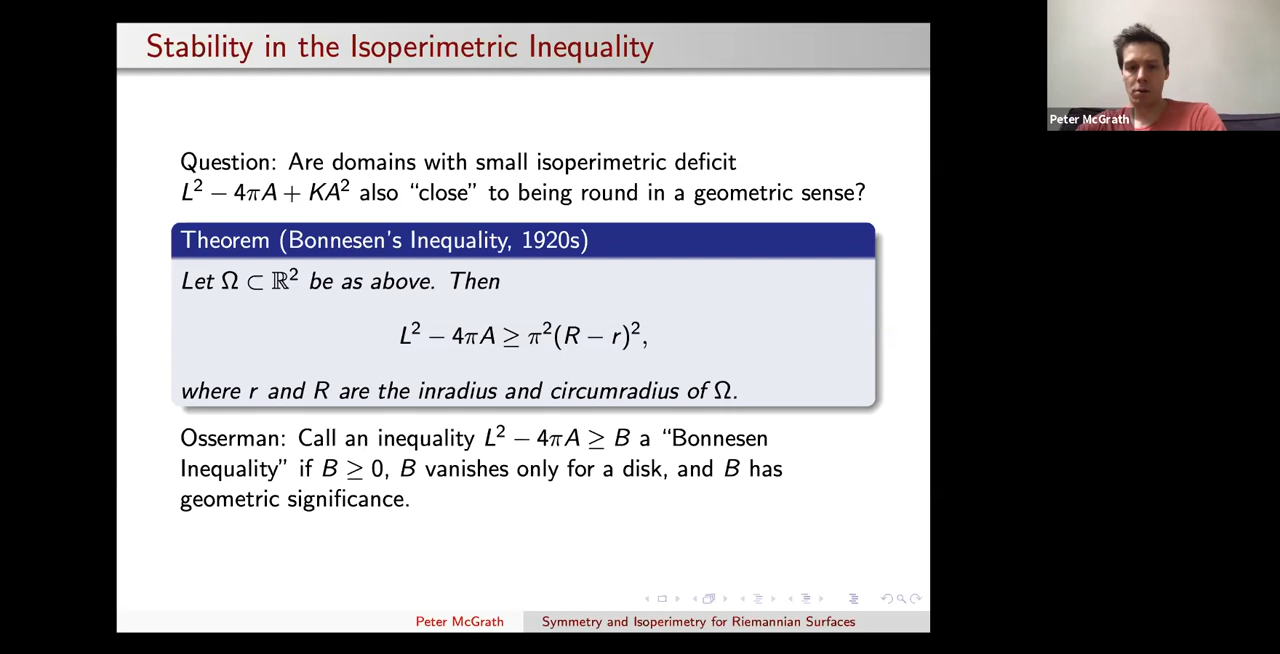 Stability in the Isoperimetric Inequality
Question: Are domains with small isoperimetric deficit
L² − 4πA + KA² also “close” to being round in a geometric sense?
Theorem (Bonnesen's Inequality, 1920s)
Let Ω ⊂ ℝ² be as above. Then
L² − 4πA ≥ π²(R − r)²,
where r and R are the inradius and circumradius of Ω.
Osserman: Call an inequality L² − 4πA ≥ B a “Bonnesen
Inequality” if B ≥ 0, B vanishes only for a disk, and B has
geometric significance.
Peter McGrath
Symmetry and Isoperimetry for Riemannian Surfaces
Peter McGrath